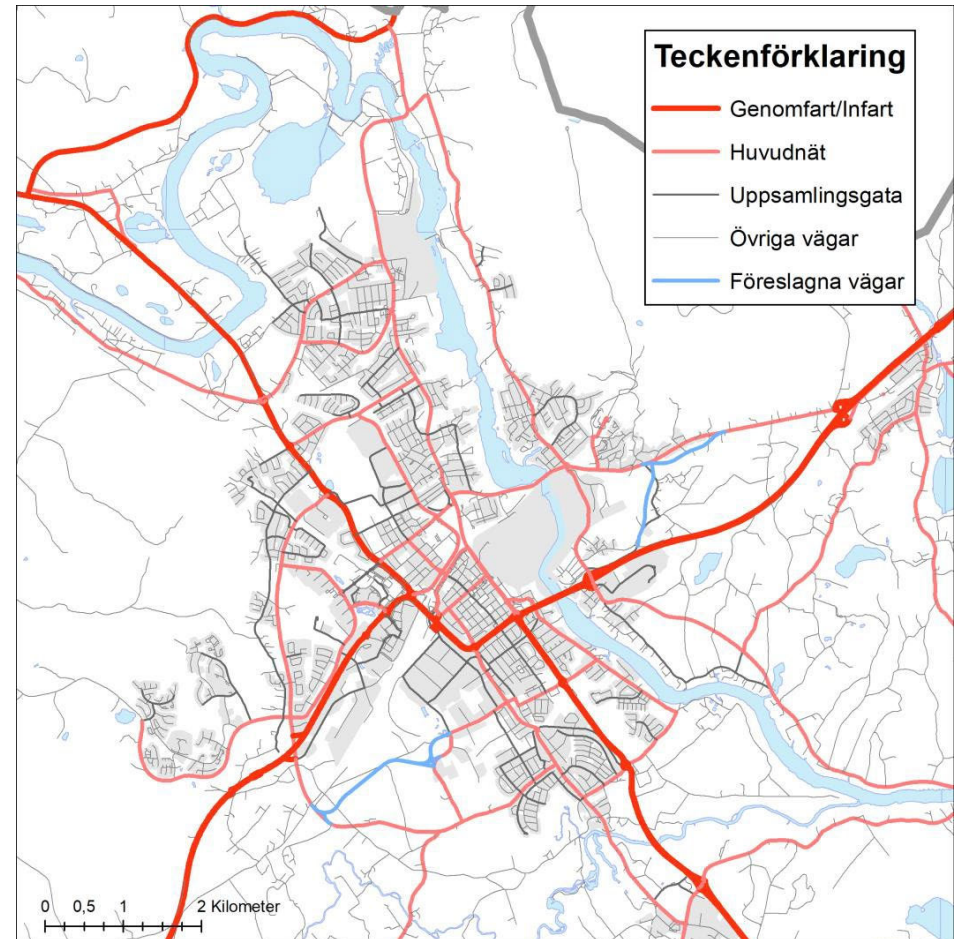 Teckenförklaring
Genomfart/Infart
Huvudnät
Uppsamlingsgata
Övriga vägar
Föreslagna vägar
0 0,5 1 2 Kilometer